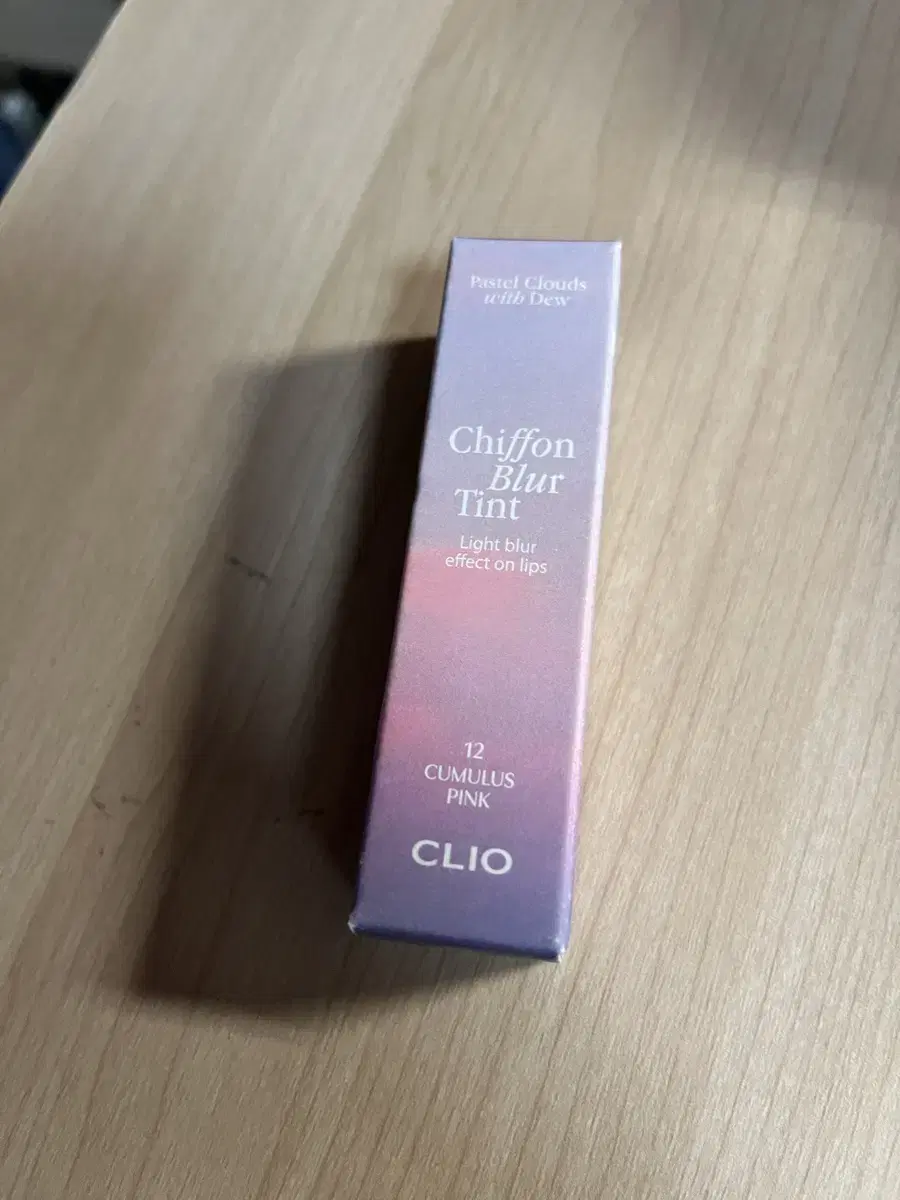 Pastel Clouds
with Dew
Chiffon
Blur
Tint
Light blur
effect on lips
12
CUMULUS
PINK
CLIO